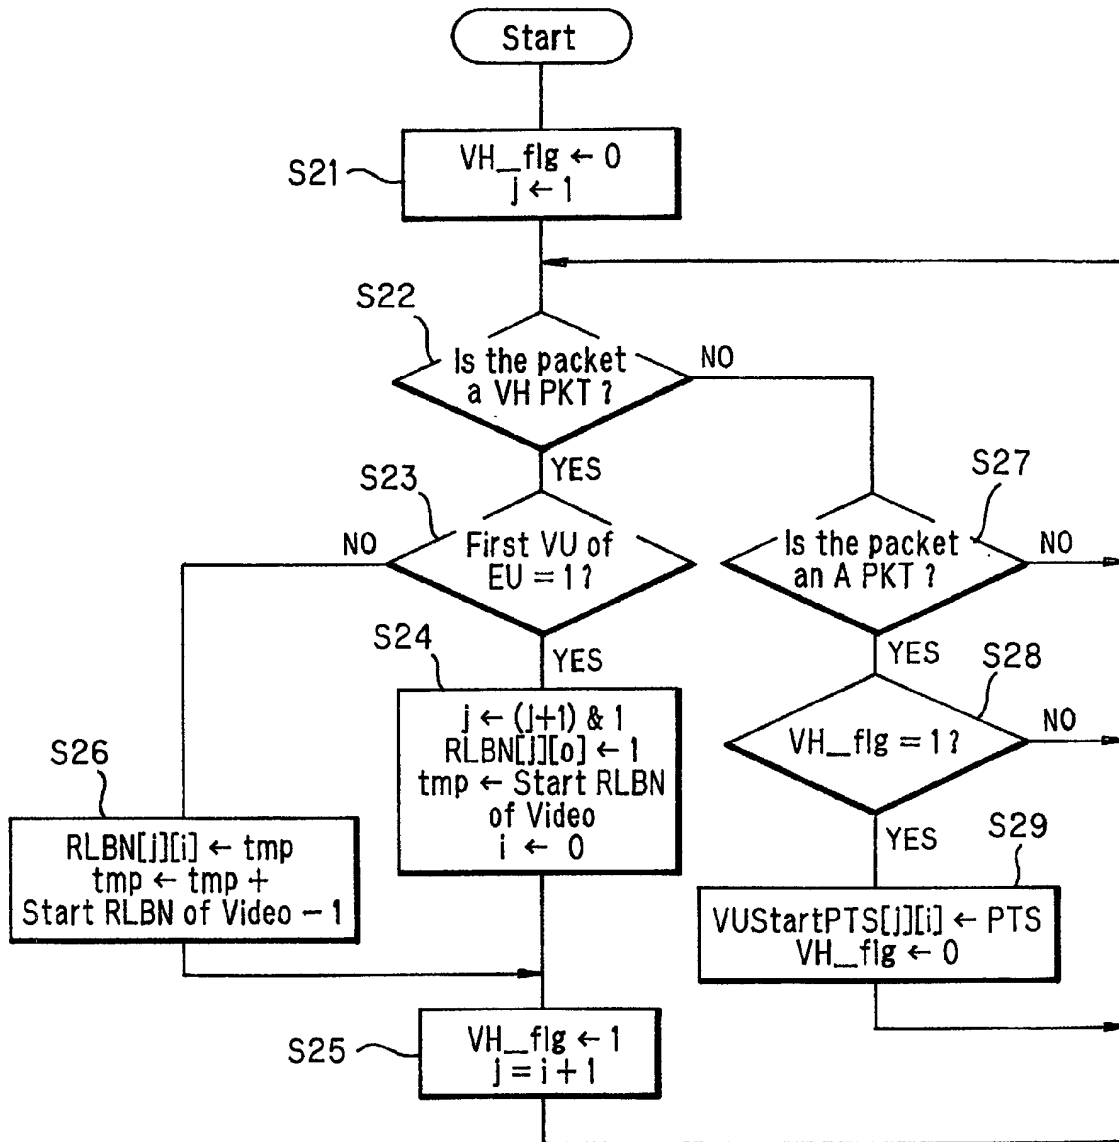 Start
S21
VH_flg ← 0
j ← 1
S22
Is the packet
a VH PKT ?
NO
YES
S23
First VU of
EU = 1?
NO
YES
S27
Is the packet
an A PKT ?
NO
YES
S24
j ← (j+1) & 1
RLBN[j][o] ← 1
tmp ← Start RLBN
of Video
i ← 0
S28
VH_flg = 1?
NO
YES
S26
RLBN[j][i] ← tmp
tmp ← tmp +
Start RLBN of Video – 1
S29
VUStartPTS[j][i] ← PTS
VH_flg ← 0
S25
VH_flg ← 1
j = i + 1